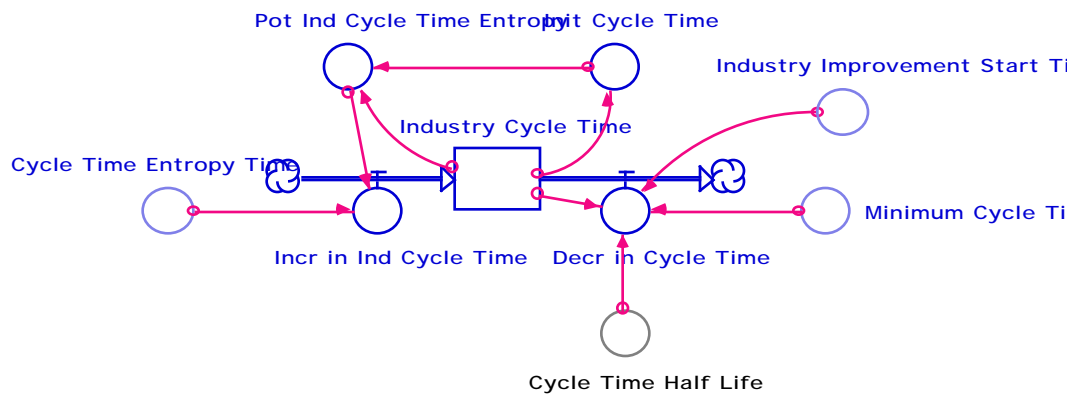 Pot Ind Cycle Time Entropy
Init Cycle Time
Industry Improvement Start Ti
Industry Cycle Time
Cycle Time Entropy Time
Minimum Cycle Ti
Incr in Ind Cycle Time
Decr in Cycle Time
Cycle Time Half Life